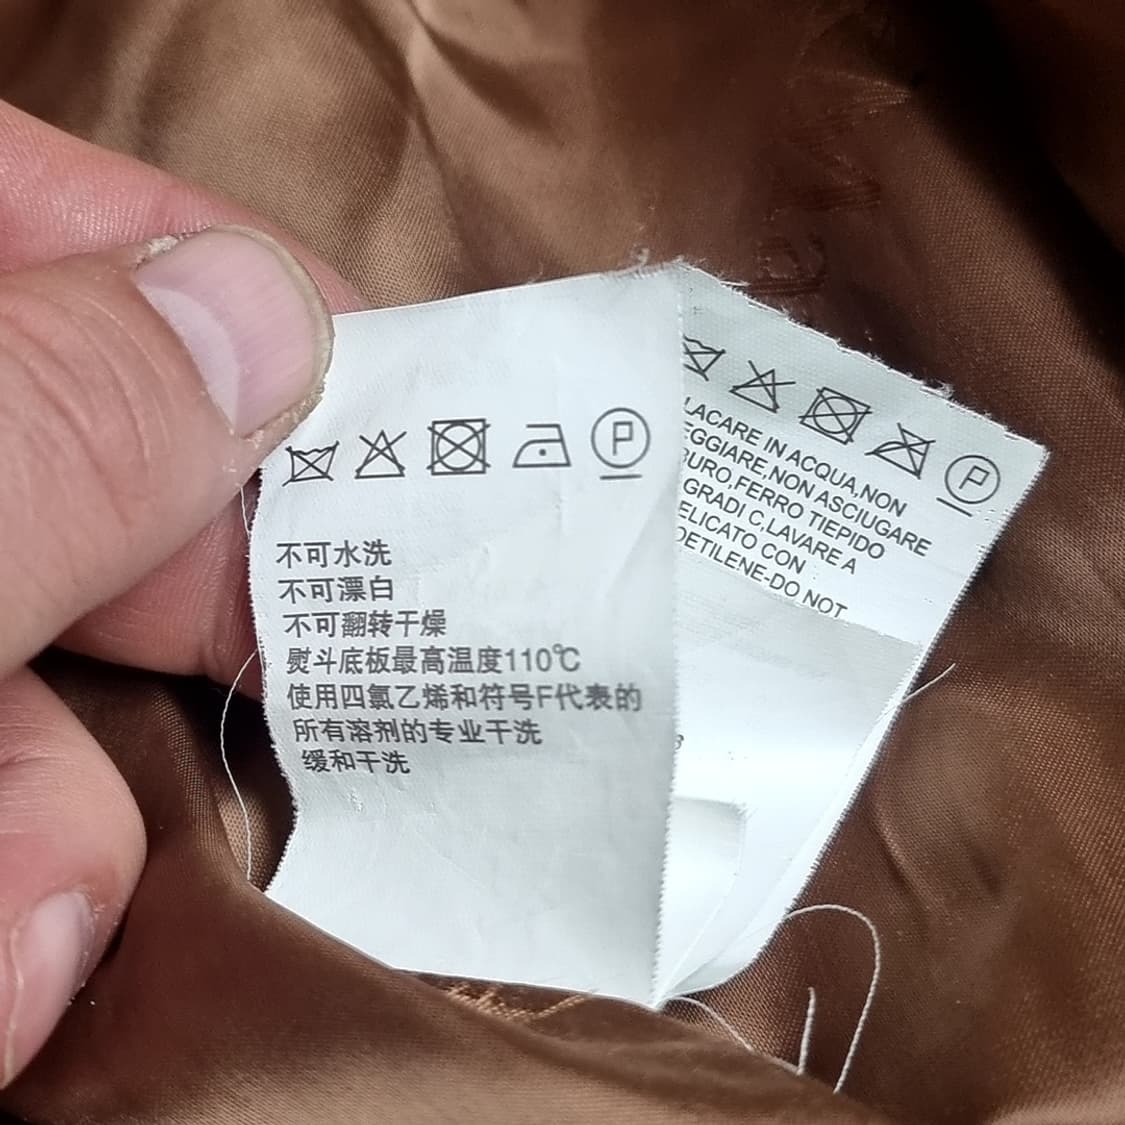 P
不可水洗
不可漂白
不可翻转干燥
熨斗底板最高温度110℃
使用四氯乙烯和符号F代表的
所有溶剂的专业干洗
缓和干洗
P
LACARE IN ACQUA,NON
EGGIARE,NON ASCIUGARE
URO,FERRO TIEPIDO
GRADI C,LAVARE A
ELICATO CON
OETILENE-DO NOT